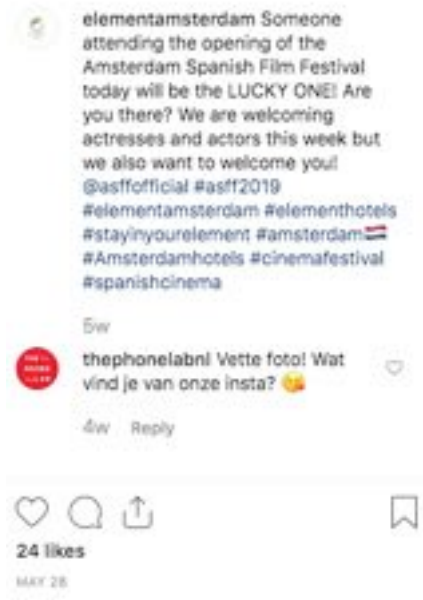 elementamsterdam Someone
attending the opening of the
Amsterdam Spanish Film Festival
today will be the LUCKY ONE! Are
you there? We are welcoming
actresses and actors this week but
we also want to welcome you!
@asffofficial #asff2019
#elementamsterdam #elementhotels
#stayinyourelement #amsterdam
#Amsterdamhotels #cinemafestival
#spanishcinema
5w
thephonelabnl Vette foto! Wat
vind je van onze insta? 😘
4w Reply
24 likes
MAY 28